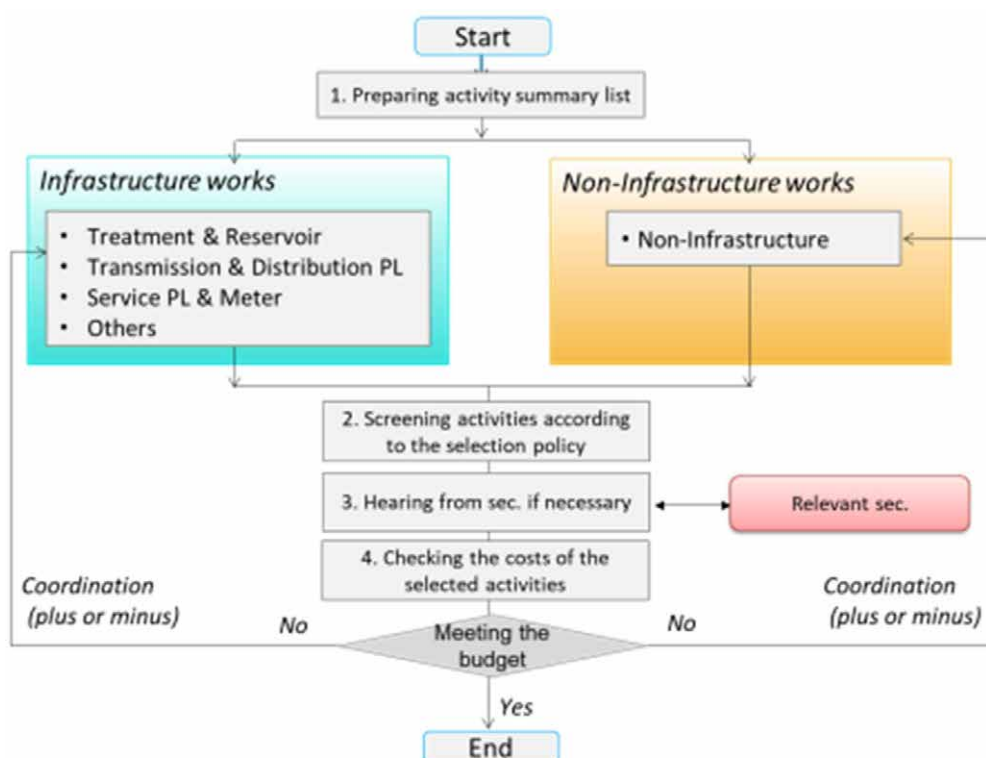 Start
1. Preparing activity summary list
Infrastructure works
• Treatment & Reservoir
• Transmission & Distribution PL
• Service PL & Meter
• Others
Non-Infrastructure works
• Non-Infrastructure
2. Screening activities according
to the selection policy
3. Hearing from sec. if necessary
Relevant sec.
4. Checking the costs of the
selected activities
Coordination
(plus or minus)
No
Meeting the
budget
No
Coordination
(plus or minus)
Yes
End